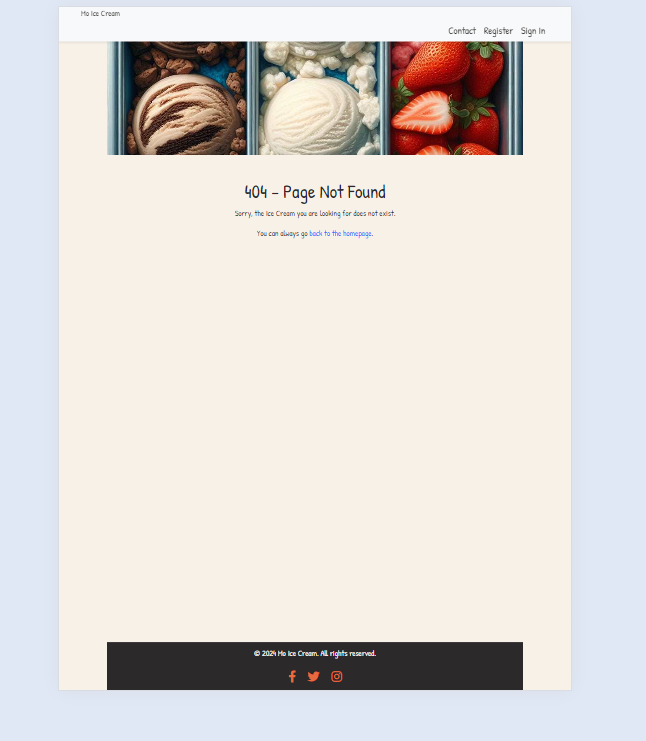 Mo Ice Cream
Contact Register Sign In
404 - Page Not Found
Sorry, the Ice Cream you are looking for does not exist.
You can always go back to the homepage.
© 2024 Mo Ice Cream. All rights reserved.